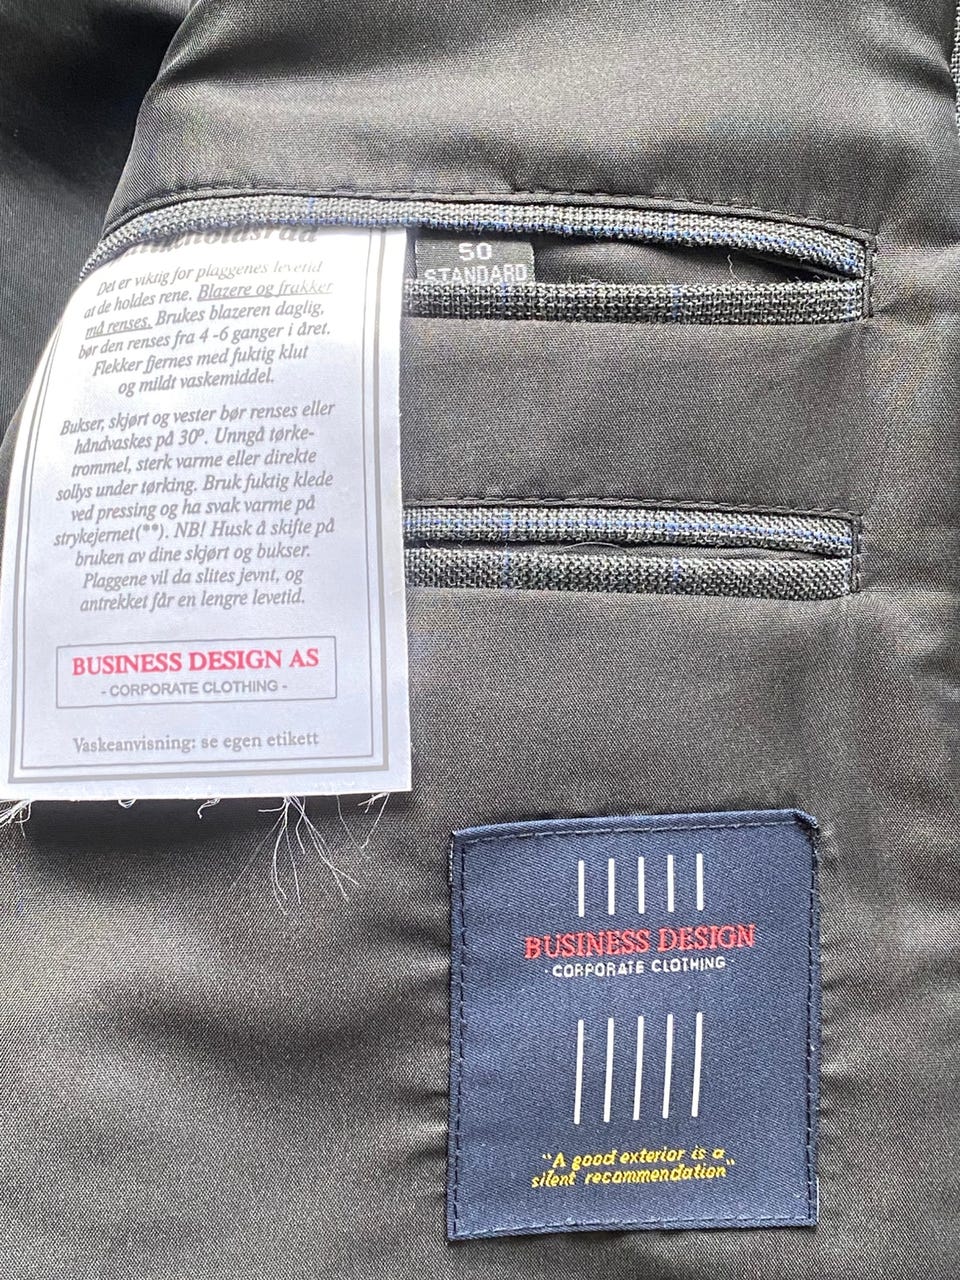 Det er viktig for plaggenes levetid
at de holdes rene. Blazere og frakker
må renses. Brukes blazeren daglig,
bør den renses fra 4 -6 ganger i året.
Flekker fjernes med fuktig klut
og mildt vaskemiddel.
Bukser, skjørt og vester bør renses eller
håndvaskes på 30°. Unngå tørke-
trommel, sterk varme eller direkte
sollys under tørking. Bruk fuktig klede
ved pressing og ha svak varme på
strykejernet(**). NB! Husk å skifte på
bruken av dine skjørt og bukser.
Plaggene vil da slites jevnt, og
antrekket får en lengre levetid.
BUSINESS DESIGN AS
- CORPORATE CLOTHING -
Vaskeanvisning: se egen etikett
50
STANDARD
BUSINESS DESIGN
· CORPORATE CLOTHING ·
"A good exterior is a
silent recommendation"